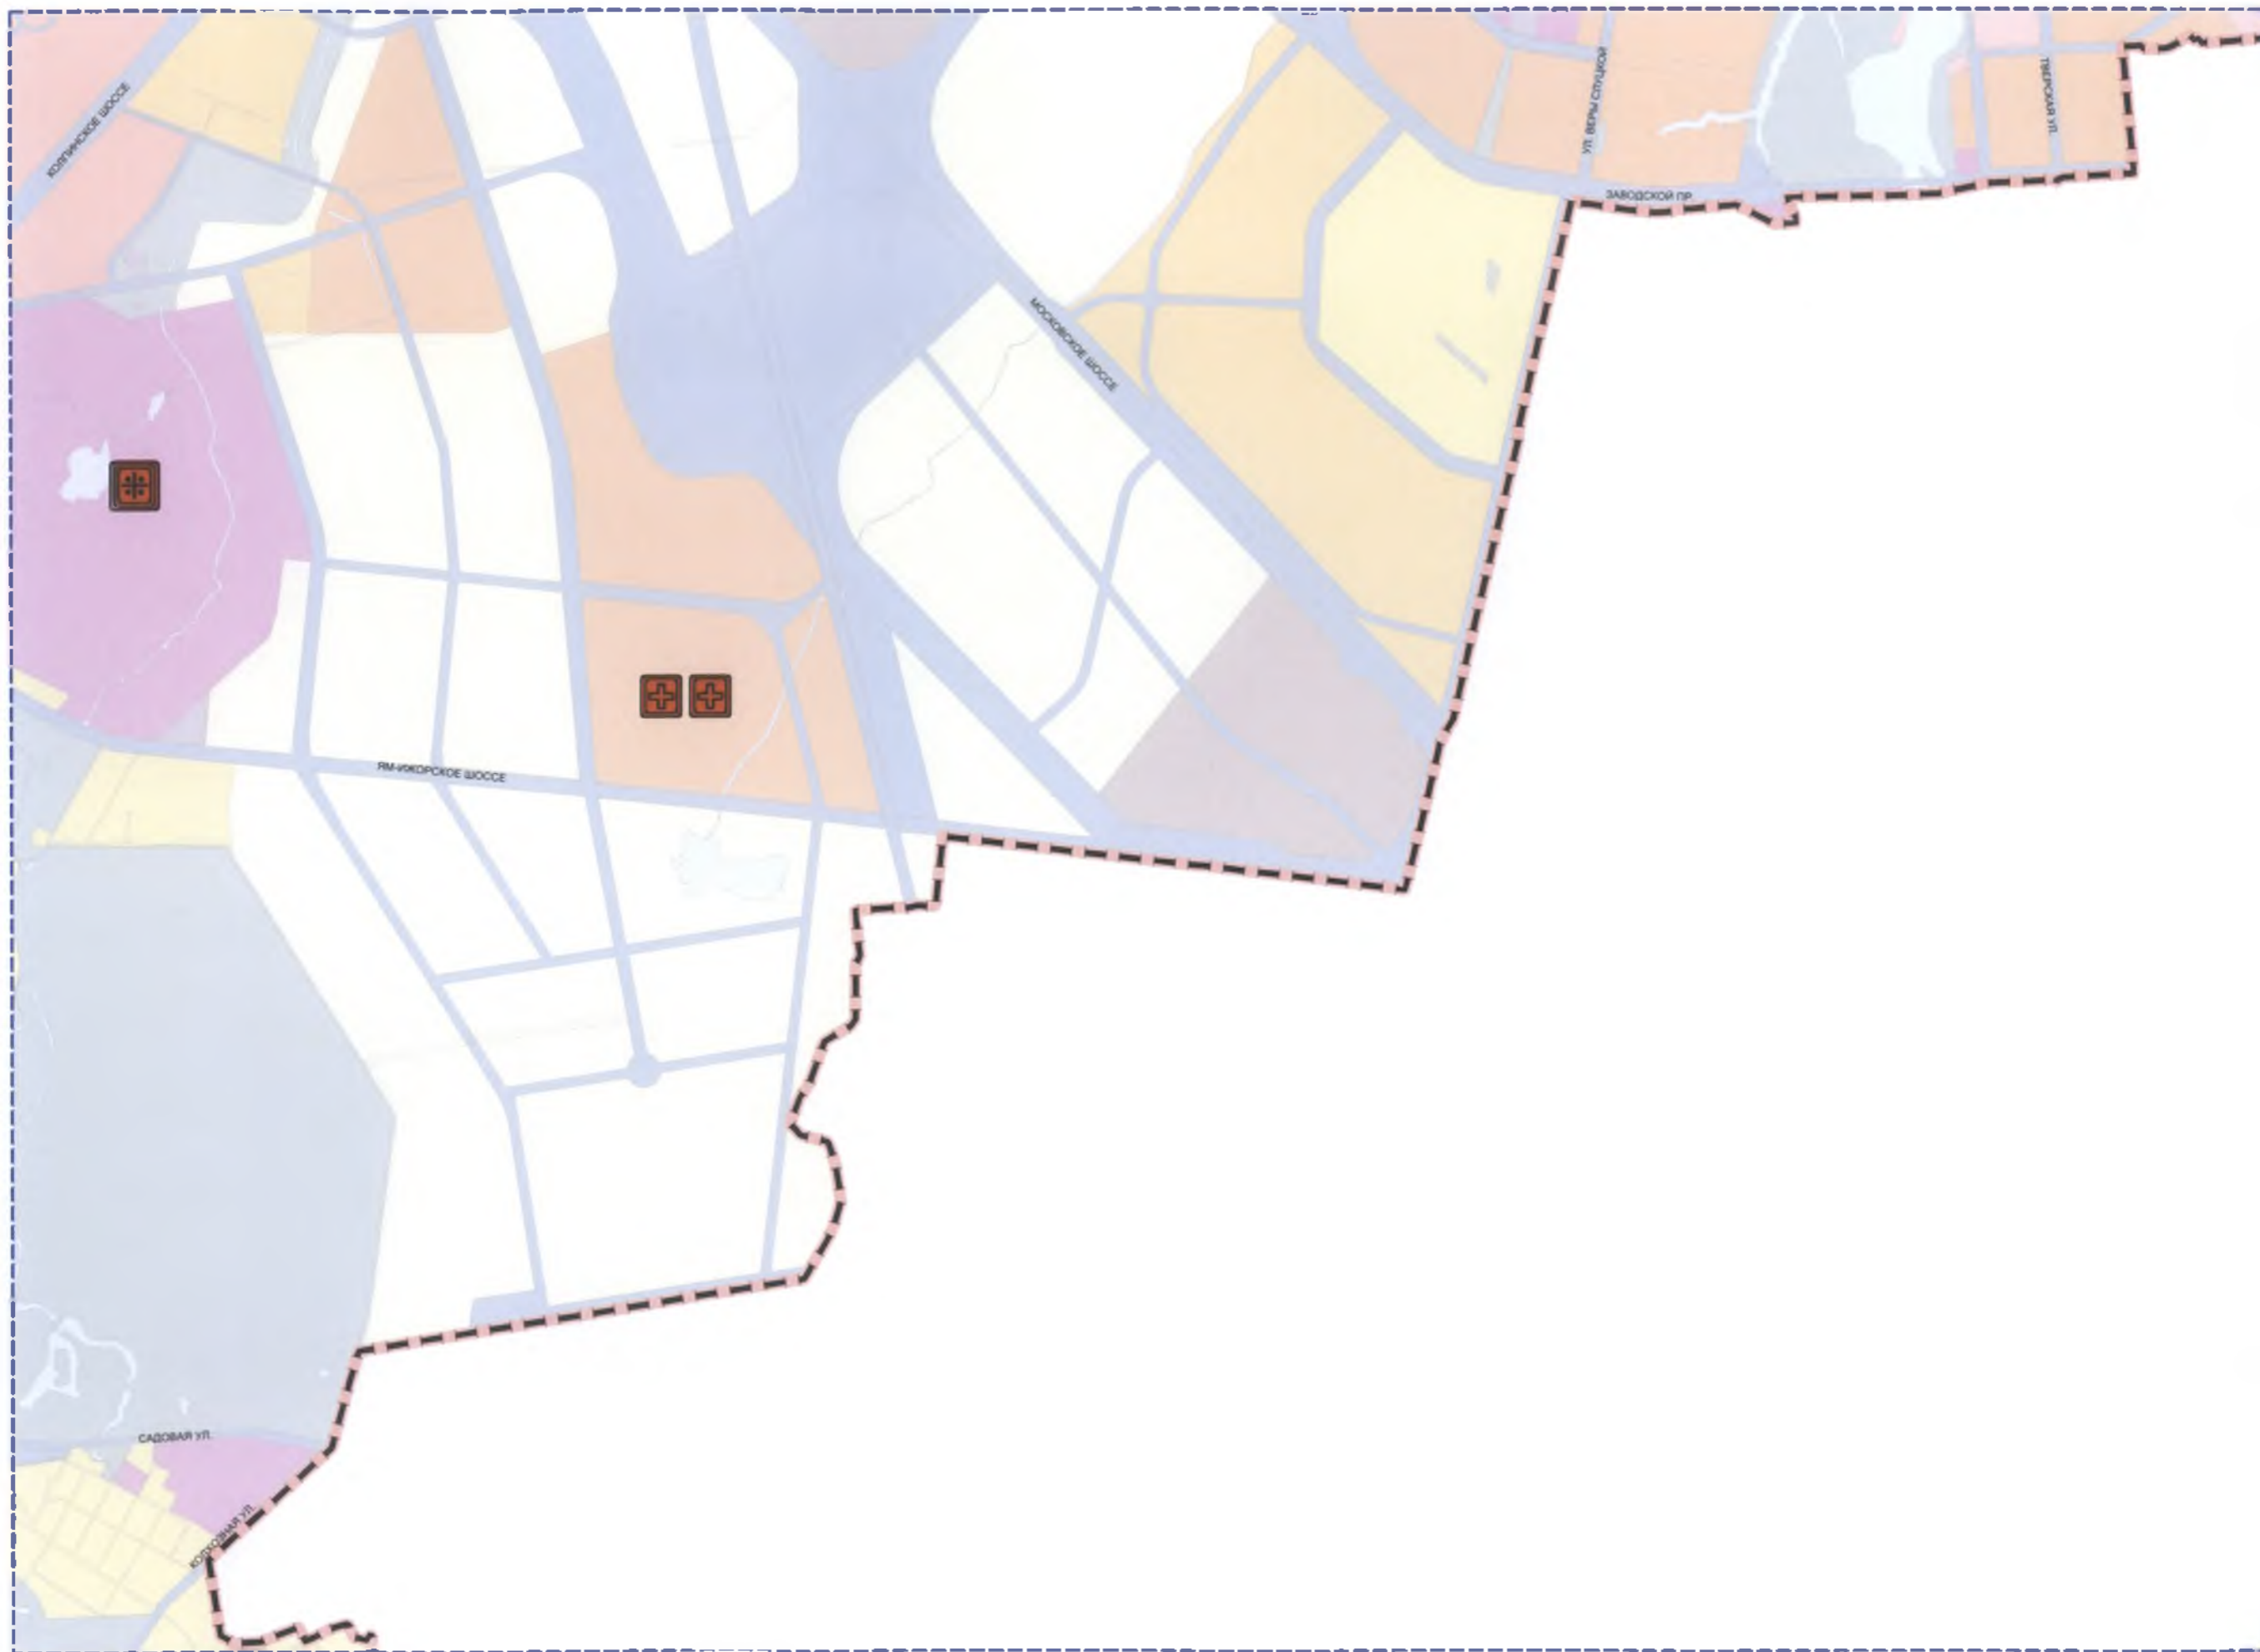 КОЛПИНСКОЕ ШОССЕ
УЛ. ВЕРЫ СЛУЦКОЙ
ТВЕРСКАЯ УЛ.
ЗАВОДСКОЙ ПР.
МОСКОВСКОЕ ШОССЕ
ЯМ-ИЖОРСКОЕ ШОССЕ
САДОВАЯ УЛ.
КОЛХОЗНАЯ УЛ.